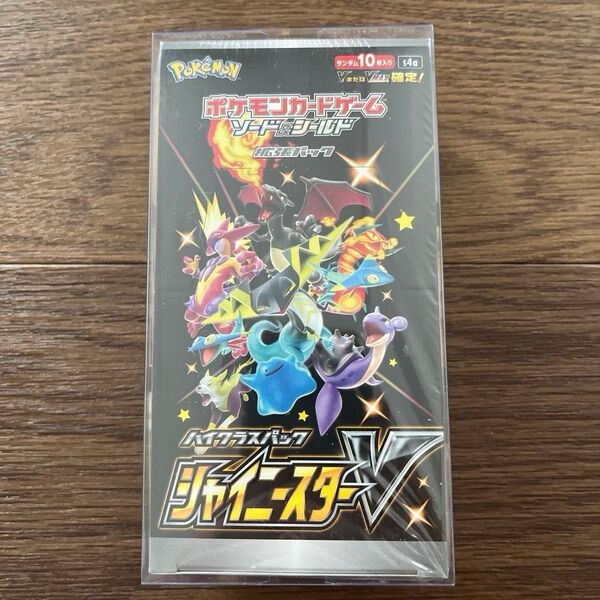 Pokémon
ランダム10枚入り
S4a
VまたはVMAX確定!
ポケモンカードゲーム
ソード&シールド
拡張パック
ハイクラスパック
シャイニースターV